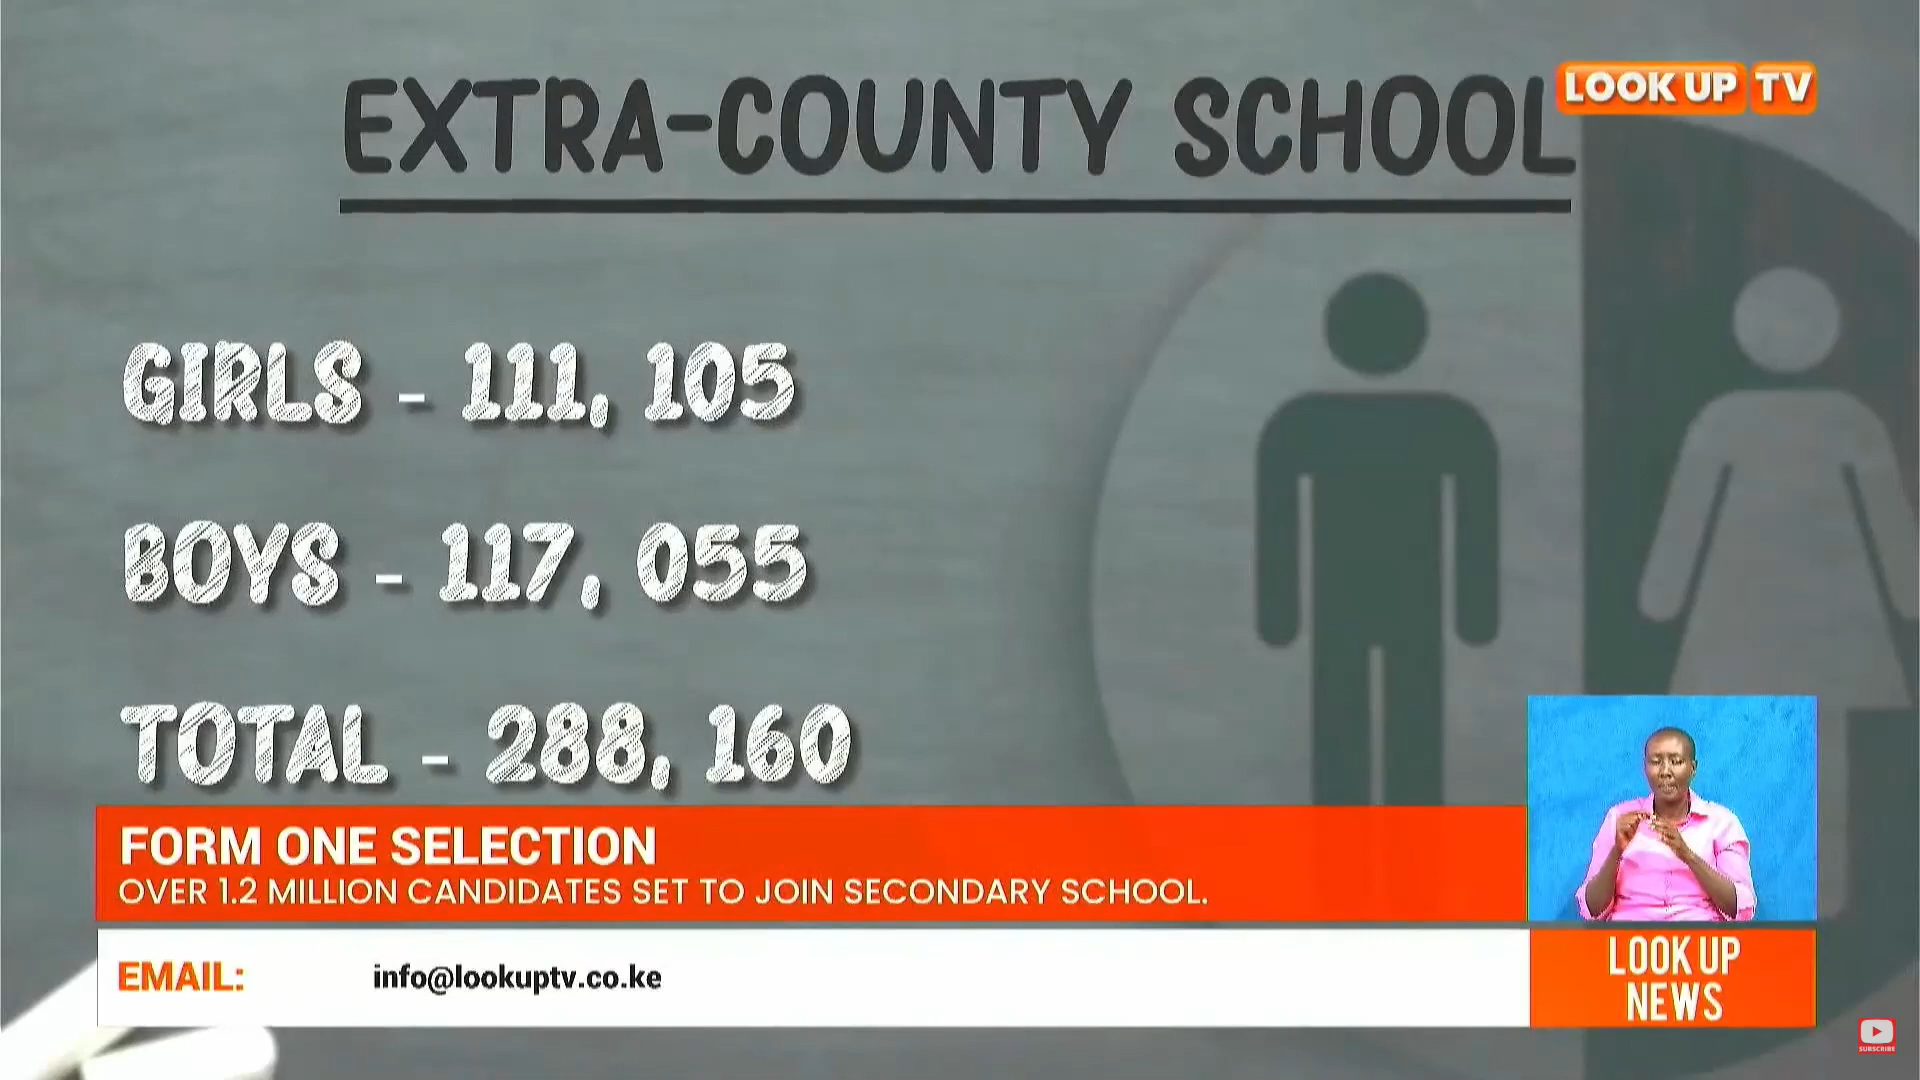 EXTRA-COUNTY SCHOOL
LOOK UP TV
GIRLS - 111, 105
BOYS - 117, 055
TOTAL - 288, 160
FORM ONE SELECTION
OVER 1.2 MILLION CANDIDATES SET TO JOIN SECONDARY SCHOOL.
EMAIL: info@lookuptv.co.ke
LOOK UP
NEWS
SUBSCRIBE